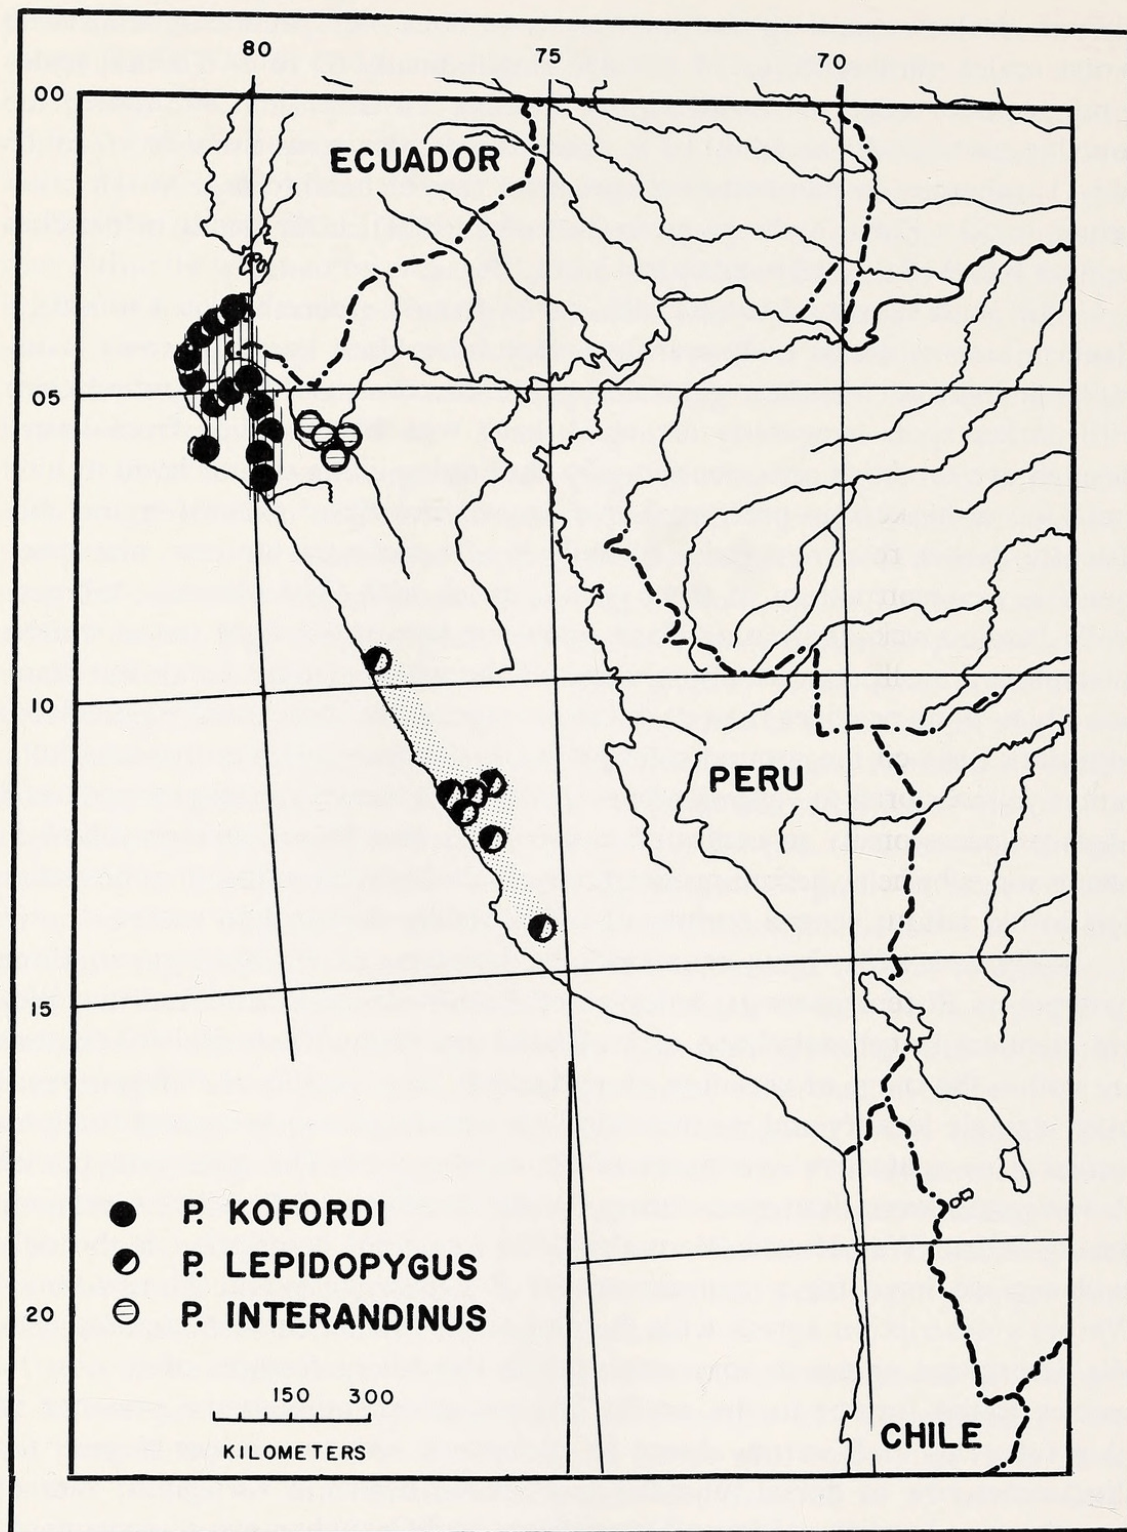 80 75 70
00
ECUADOR
05
10
PERU
15
P. KOFORDI
P. LEPIDOPYGUS
P. INTERANDINUS
20
150 300
KILOMETERS
CHILE